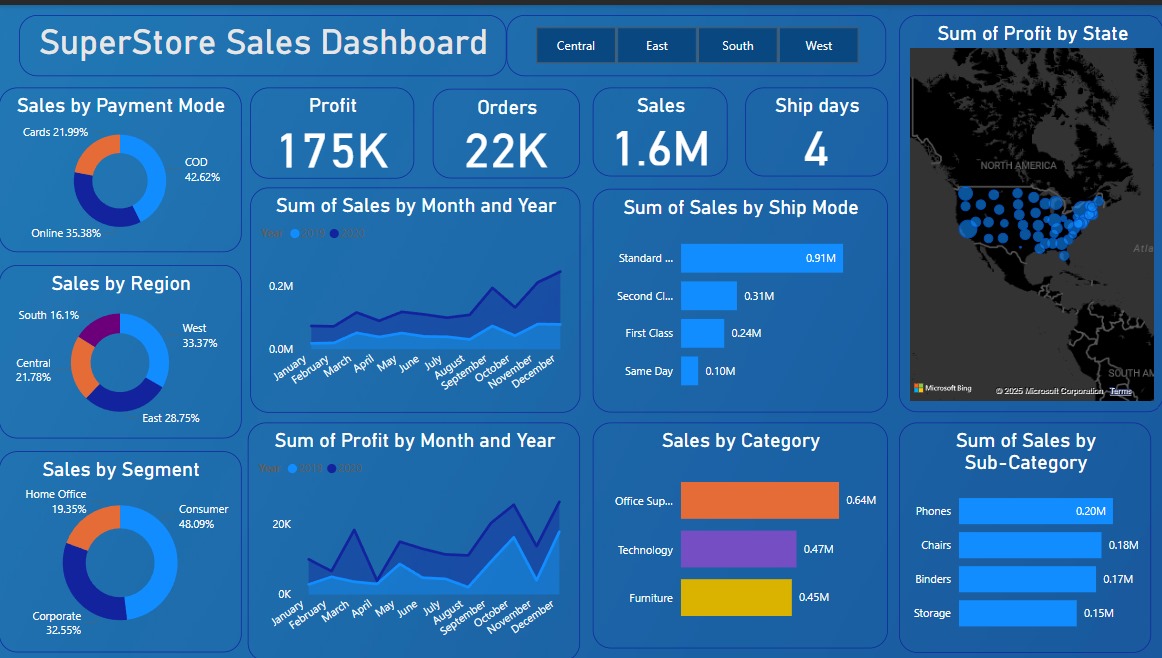 SuperStore Sales Dashboard
Central
East
South
West
Sum of Profit by State
Sales by Payment Mode
Cards 21.99%
COD
42.62%
Online 35.38%
Profit
175K
Orders
22K
Sales
1.6M
Ship days
4
NORTH AMERICA
Atla
SOUTH AM
Microsoft Bing
© 2025 Microsoft Corporation
Terms
Sum of Sales by Month and Year
Year 2019 2020
0.2M
0.0M
January
February
March
April
May
June
July
August
September
October
November
December
Sum of Sales by Ship Mode
Standard ...
0.91M
Second Cl...
0.31M
First Class
0.24M
Same Day
0.10M
Sales by Region
South 16.1%
West
33.37%
Central
21.78%
East 28.75%
Sales by Segment
Home Office
19.35%
Consumer
48.09%
Corporate
32.55%
Sum of Profit by Month and Year
Year 2019 2020
20K
0K
January
February
March
April
May
June
July
August
September
October
November
December
Sales by Category
Office Sup...
0.64M
Technology
0.47M
Furniture
0.45M
Sum of Sales by
Sub-Category
Phones
0.20M
Chairs
0.18M
Binders
0.17M
Storage
0.15M